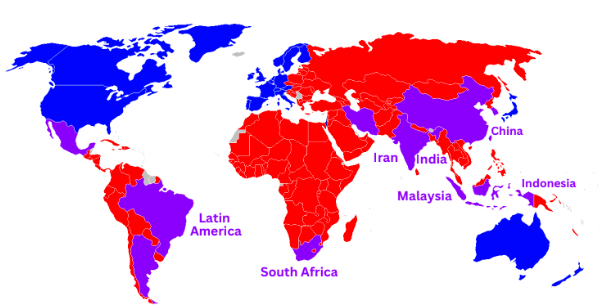 China
Iran
India
Indonesia
Malaysia
Latin
America
South Africa